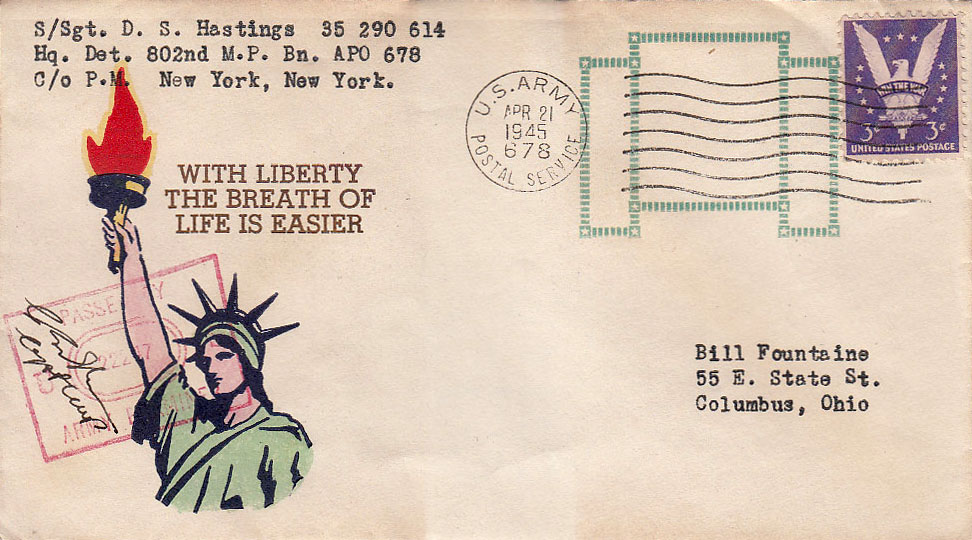 S/Sgt. D. S. Hastings 35 290 614
Hq. Det. 802nd M.P. Bn. APO 678
C/o P.M. New York, New York.
U.S. ARMY
APR 21
1945
678
POSTAL SERVICE
WIN THE WAR
3¢ 3¢
UNITED STATES POSTAGE
WITH LIBERTY
THE BREATH OF
LIFE IS EASIER
PASSED BY
ARMY EXAMINER
Bill Fountaine
55 E. State St.
Columbus, Ohio